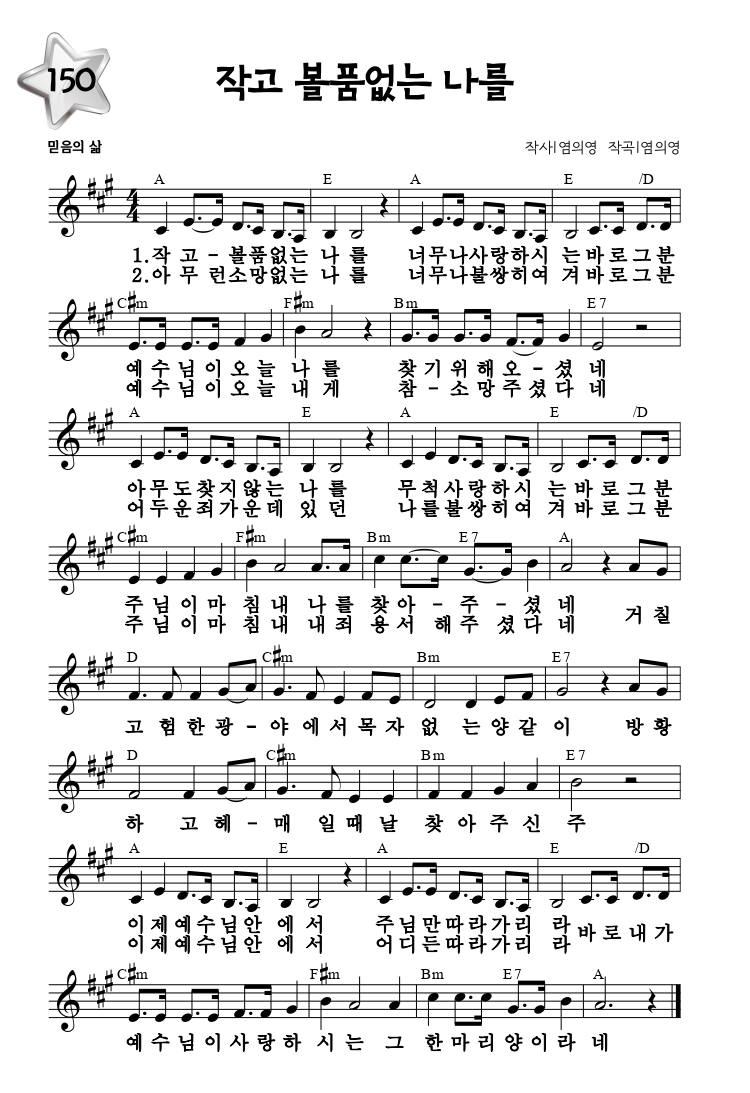 150
작고 볼품없는 나를
믿음의 삶
작사|염의영 작곡|염의영
A E A E /D
1.작 고 - 볼품없는 나 를 너무나사랑하시 는바로그분
2.아 무 런소망없는 나 를 너무나불쌍히여 겨바로그분
C#m F#m Bm E7
예수님이오늘 나 를 찾기위해오 - 셨 네
예수님이오늘 내 게 참 - 소망주셨다 네
A E A E /D
아무도찾지않는 나 를 무척사랑하시 는바로그분
어두운죄가운데 있 던 나를불쌍히여 겨바로그분
C#m F#m Bm E7 A
주 님 이 마 침 내 나 를 찾 아 - 주 - 셨 네
주 님 이 마 침 내 내 죄 용 서 해 주 셨 다 네 거 칠
D C#m Bm E7
고 험 한 광 - 야 에 서 목 자 없 는 양 같 이 방 황
D C#m Bm E7
하 고 헤 - 매 일 때 날 찾 아 주 신 주
A E A E /D
이제예수님안 에 서 주님만따라가리 라 바로내가
이제예수님안 에 서 어디든따라가리 라
C#m F#m Bm E7 A
예 수 님 이 사 랑 하 시 는 그 한 마 리 양 이 라 네